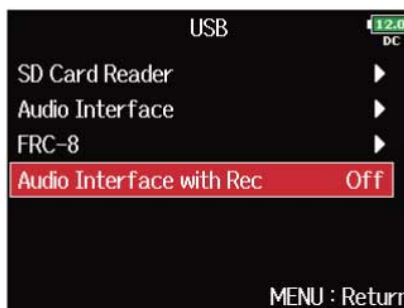 USB
12.0
DC
SD Card Reader
Audio Interface
FRC-8
Audio Interface with Rec Off
MENU : Return